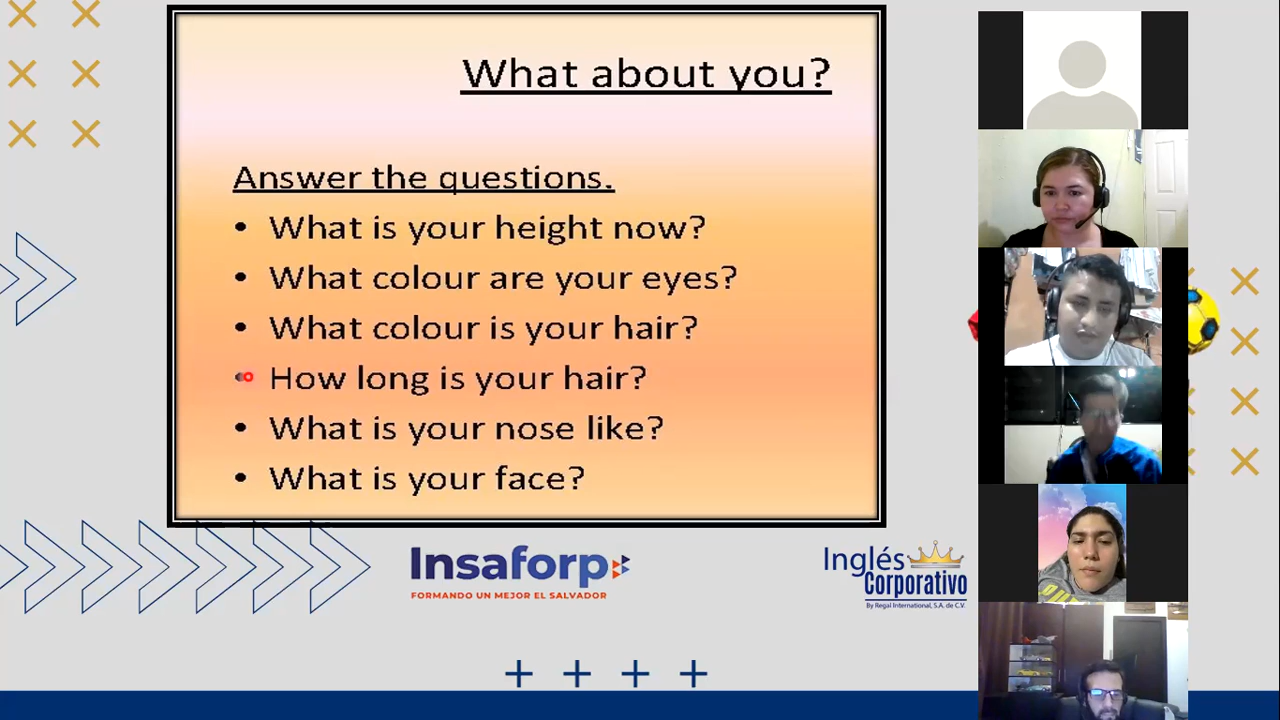 What about you?
Answer the questions.
• What is your height now?
• What colour are your eyes?
• What colour is your hair?
• How long is your hair?
• What is your nose like?
• What is your face?
Insaforp
FORMANDO UN MEJOR EL SALVADOR
Inglés
Corporativo
By Regal International, S.A. de C.V.